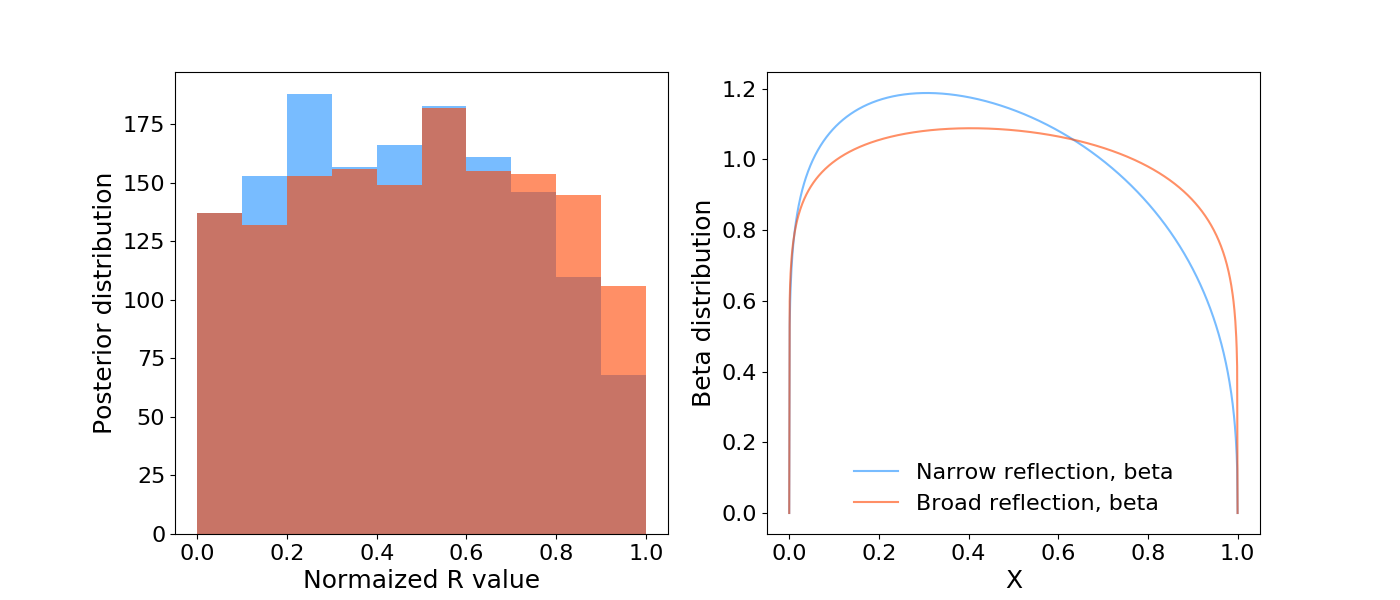 Posterior distribution
175
150
125
100
75
50
25
0
0.0 0.2 0.4 0.6 0.8 1.0
Normaized R value
Beta distribution
1.2
1.0
0.8
0.6
0.4
0.2
0.0
Narrow reflection, beta
Broad reflection, beta
0.0 0.2 0.4 0.6 0.8 1.0
X